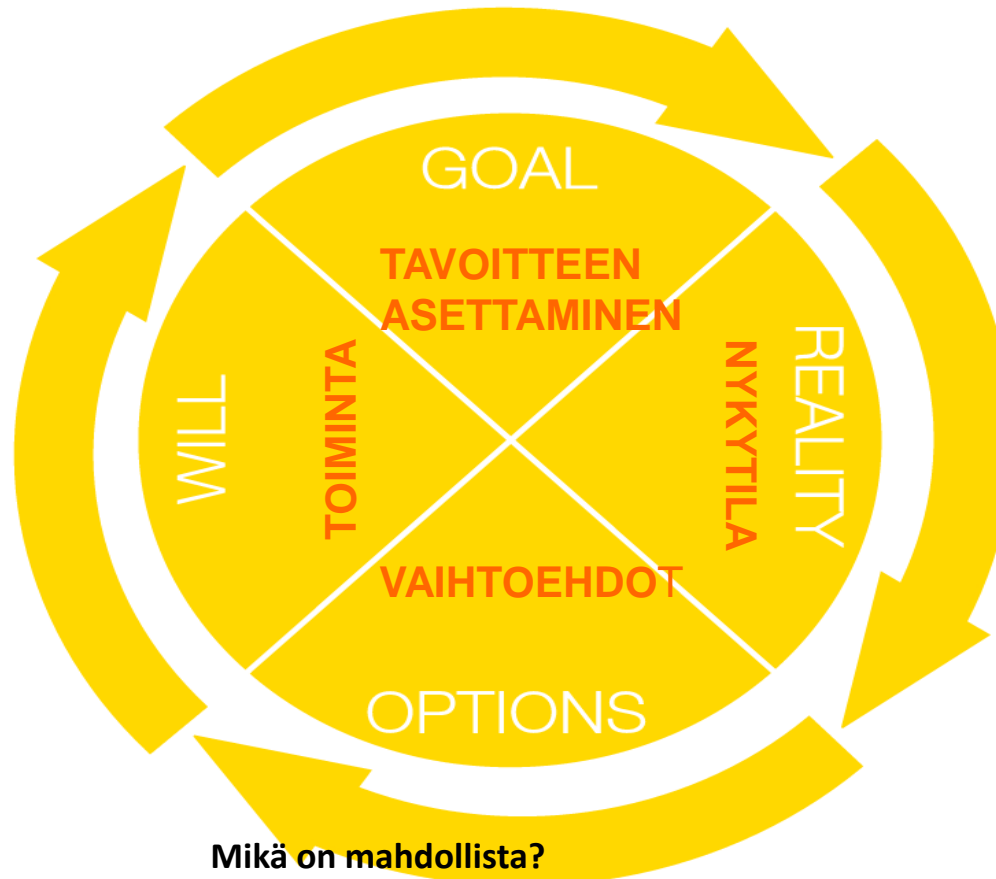 GOAL
TAVOITTEEN
ASETTAMINEN
REALITY
NYKYTILA
VAIHTOEHDOT
OPTIONS
TOIMINTA
WILL
Mikä on mahdollista?